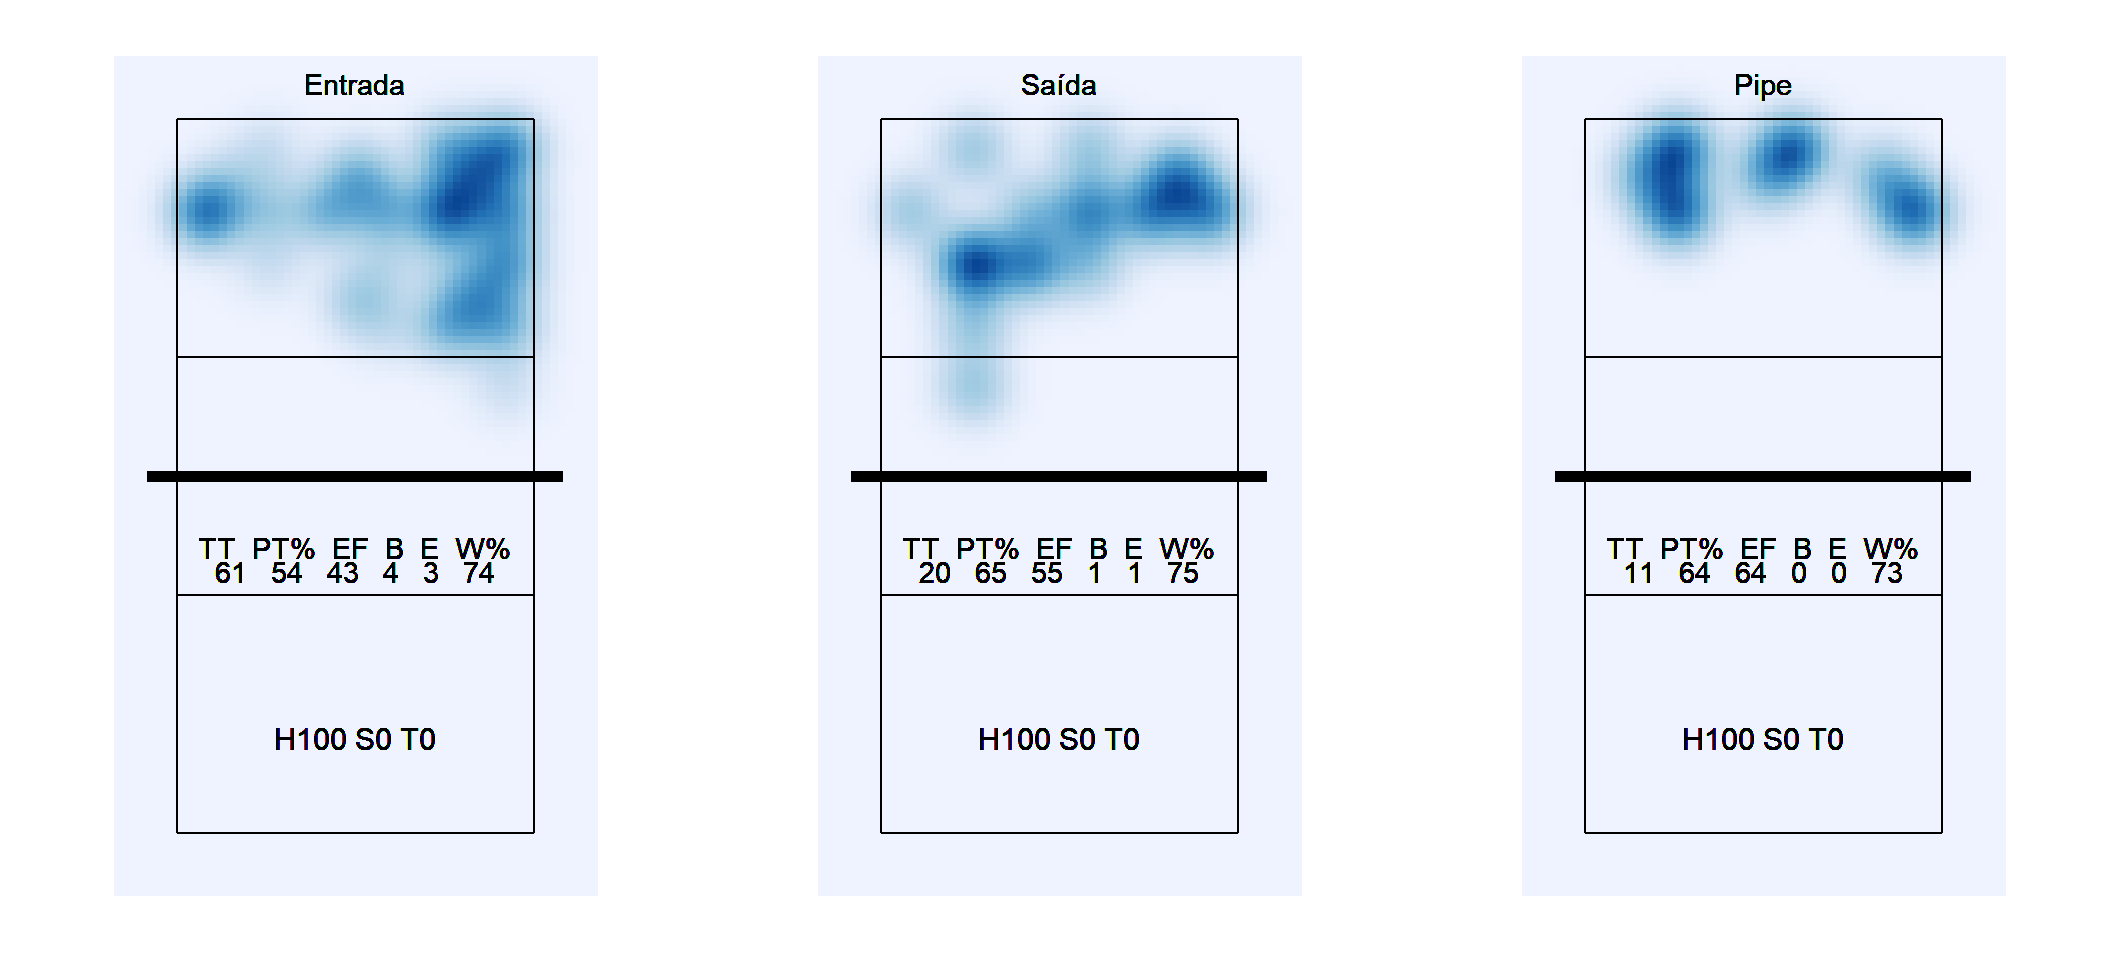 Entrada
TT PT% EF B E W%
61 54 43 4 3 74
H100 S0 T0
Saída
TT PT% EF B E W%
20 65 55 1 1 75
H100 S0 T0
Pipe
TT PT% EF B E W%
11 64 64 0 0 73
H100 S0 T0